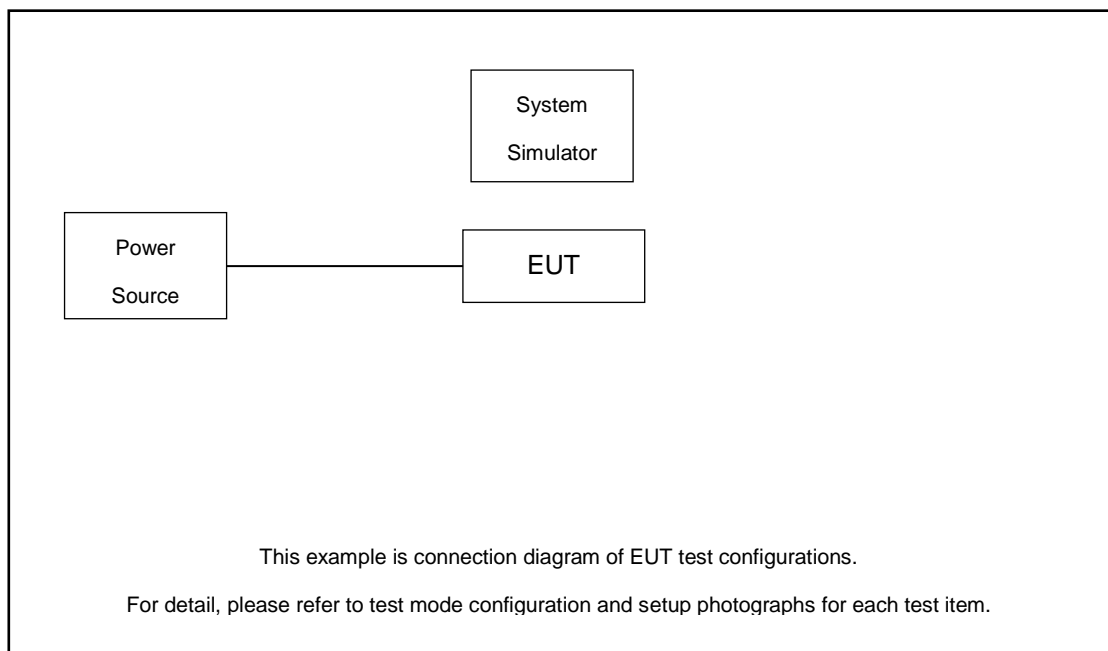 System
Simulator
Power
Source
EUT
This example is connection diagram of EUT test configurations.
For detail, please refer to test mode configuration and setup photographs for each test item.